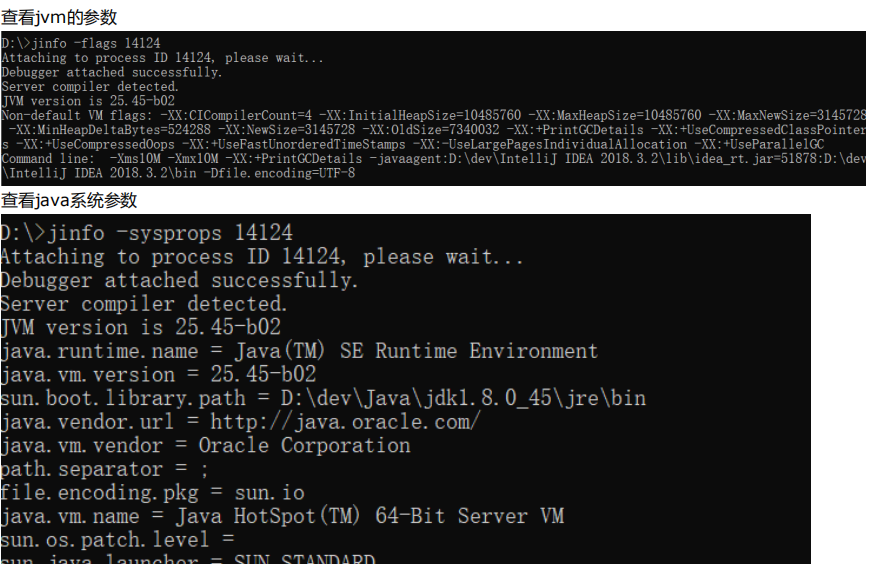 查看jvm的参数
D:\>jinfo -flags 14124
Attaching to process ID 14124, please wait...
Debugger attached successfully.
Server compiler detected.
JVM version is 25.45-b02
Non-default VM flags: -XX:CICompilerCount=4 -XX:InitialHeapSize=10485760 -XX:MaxHeapSize=10485760 -XX:MaxNewSize=3145728
-XX:MinHeapDeltaBytes=524288 -XX:NewSize=3145728 -XX:OldSize=7340032 -XX:+PrintGCDetails -XX:+UseCompressedClassPointer
s -XX:+UseCompressedOops -XX:+UseFastUnorderedTimeStamps -XX:-UseLargePagesIndividualAllocation -XX:+UseParallelGC
Command line:  -Xms10M -Xmx10M -XX:+PrintGCDetails -javaagent:D:\dev\IntelliJ IDEA 2018.3.2\lib\idea_rt.jar=51878:D:\dev
\IntelliJ IDEA 2018.3.2\bin -Dfile.encoding=UTF-8
查看java系统参数
D:\>jinfo -sysprops 14124
Attaching to process ID 14124, please wait...
Debugger attached successfully.
Server compiler detected.
JVM version is 25.45-b02
java.runtime.name = Java(TM) SE Runtime Environment
java.vm.version = 25.45-b02
sun.boot.library.path = D:\dev\Java\jdk1.8.0_45\jre\bin
java.vendor.url = http://java.oracle.com/
java.vm.vendor = Oracle Corporation
path.separator = ;
file.encoding.pkg = sun.io
java.vm.name = Java HotSpot(TM) 64-Bit Server VM
sun.os.patch.level =
sun.java.launcher = SUN_STANDARD